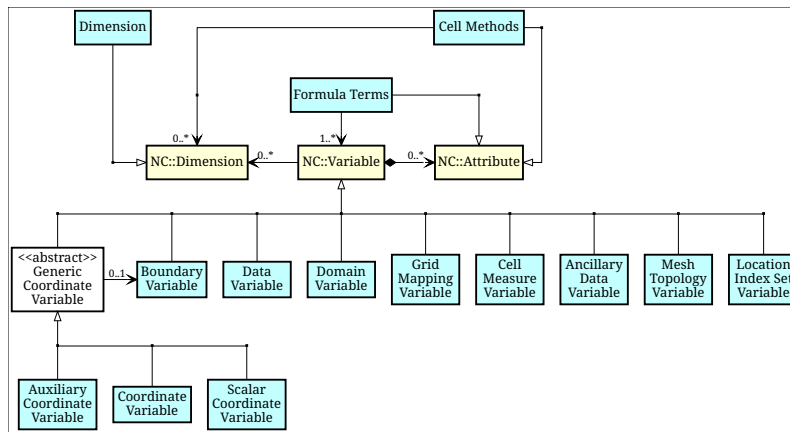 Dimension
Cell Methods
Formula Terms
0..*
1..*
NC::Dimension
0..*
NC::Variable
0..*
NC::Attribute
<<abstract>>
Generic
Coordinate
Variable
0..1
Boundary
Variable
Data
Variable
Domain
Variable
Grid
Mapping
Variable
Cell
Measure
Variable
Ancillary
Data
Variable
Mesh
Topology
Variable
Location
Index Set
Variable
Auxiliary
Coordinate
Variable
Coordinate
Variable
Scalar
Coordinate
Variable